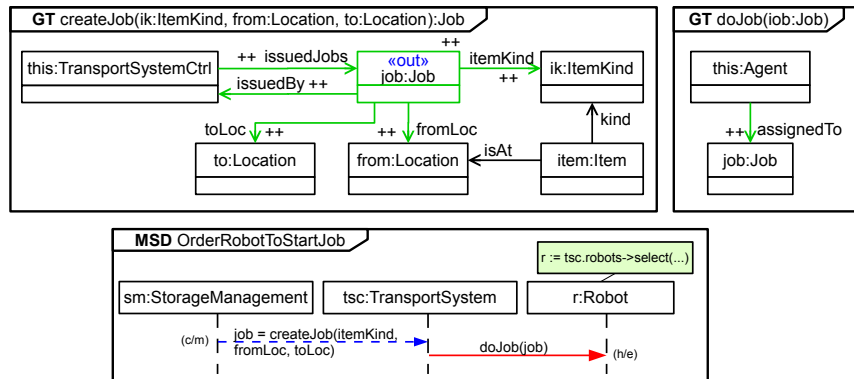 GT createJob(ik:ItemKind, from:Location, to:Location):Job
GT doJob(iob:Job)
++
++ issuedJobs
«out»
itemKind
this:TransportSystemCtrl
job:Job
ik:ItemKind
this:Agent
issuedBy ++
++
toLoc
++
++
fromLoc
kind
++
assignedTo
to:Location
from:Location
isAt
item:Item
job:Job
MSD OrderRobotToStartJob
r := tsc.robots->select(...)
sm:StorageManagement
tsc:TransportSystem
r:Robot
(c/m)
job = createJob(itemKind,
fromLoc, toLoc)
doJob(job)
(h/e)